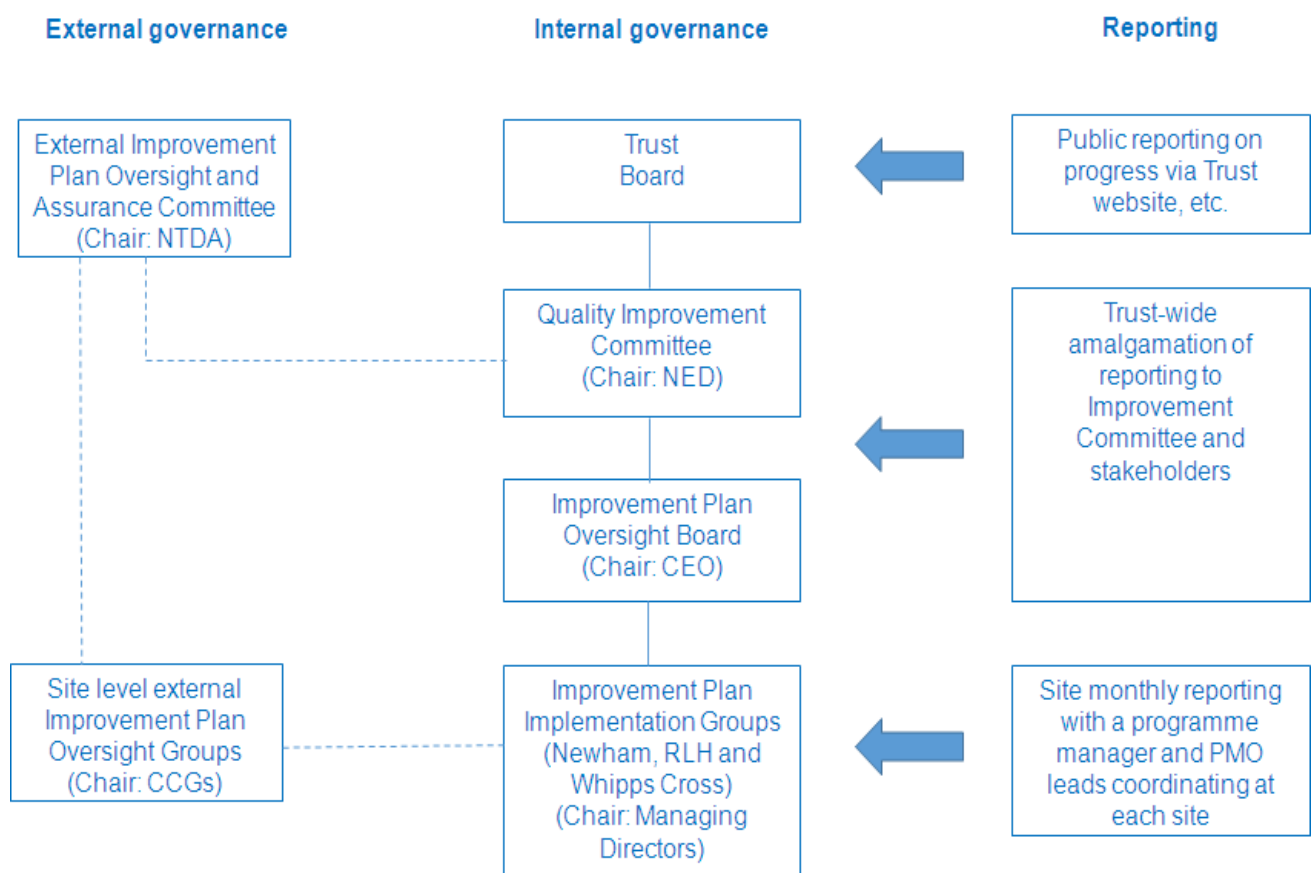 External governance
Internal governance
Reporting
External Improvement
Plan Oversight and
Assurance Committee
(Chair: NTDA)
Trust
Board
Public reporting on
progress via Trust
website, etc.
Quality Improvement
Committee
(Chair: NED)
Trust-wide
amalgamation of
reporting to
Improvement
Committee and
stakeholders
Improvement Plan
Oversight Board
(Chair: CEO)
Site level external
Improvement Plan
Oversight Groups
(Chair: CCGs)
Improvement Plan
Implementation Groups
(Newham, RLH and
Whipps Cross)
(Chair: Managing
Directors)
Site monthly reporting
with a programme
manager and PMO
leads coordinating at
each site